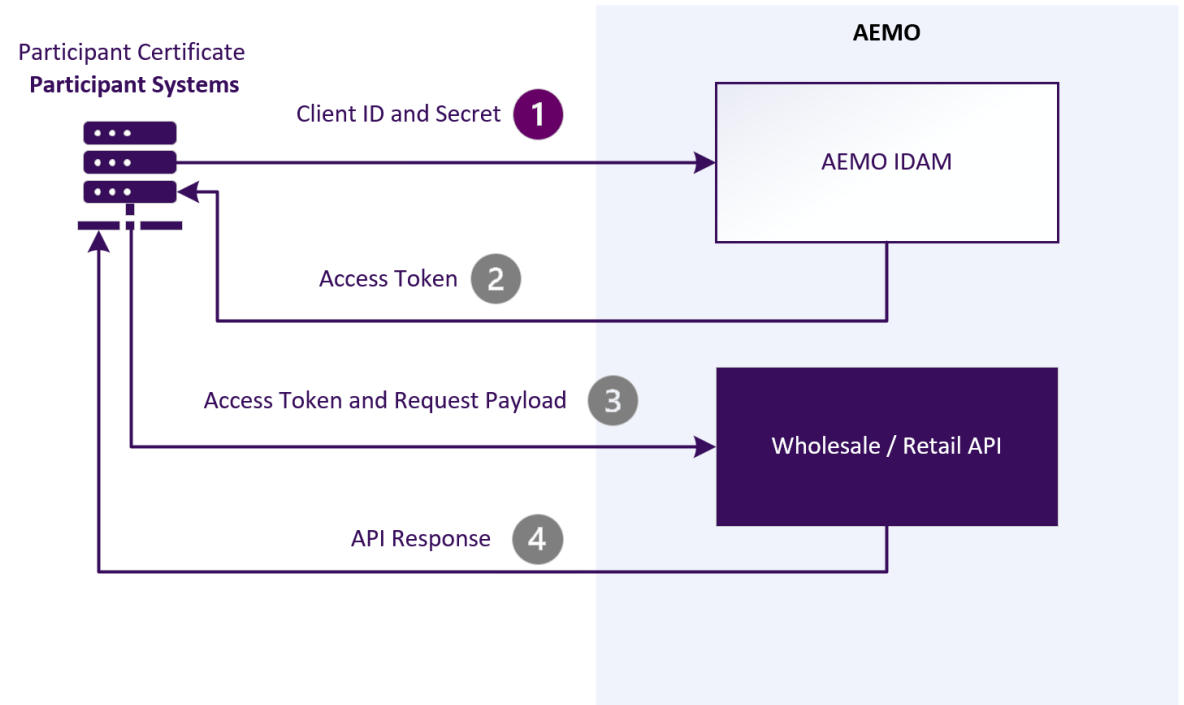 AEMO
Participant Certificate
Participant Systems
Client ID and Secret 1
AEMO IDAM
Access Token 2
Access Token and Request Payload 3
Wholesale / Retail API
API Response 4